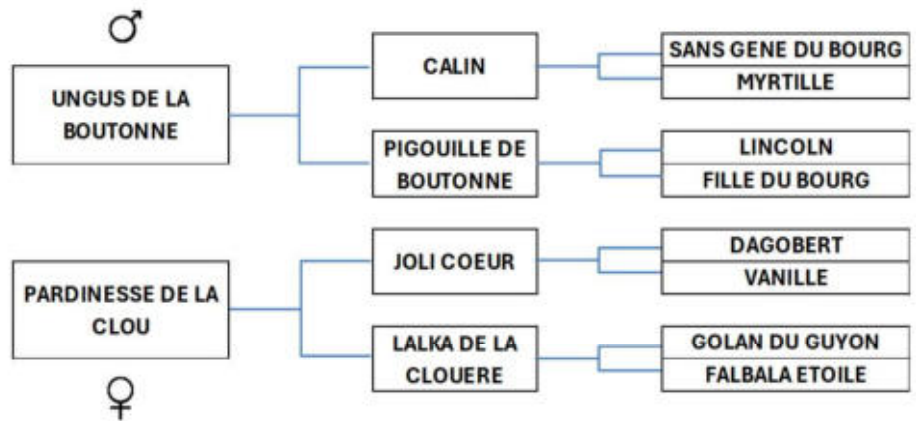 ♂
UNGUS DE LA
BOUTONNE
CALIN
SANS GENE DU BOURG
MYRTILLE
PIGOUILLE DE
BOUTONNE
LINCOLN
FILLE DU BOURG
PARDINESSE DE LA
CLOU
JOLI COEUR
DAGOBERT
VANILLE
LALKA DE LA
CLOUERE
GOLAN DU GUYON
FALBALA ETOILE
♀